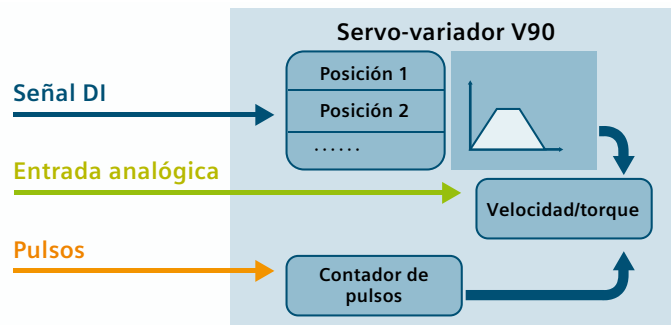 Servo-variador V90
Señal DI
Posición 1
Posición 2
......
Entrada analógica
Velocidad/torque
Pulsos
Contador de
pulsos